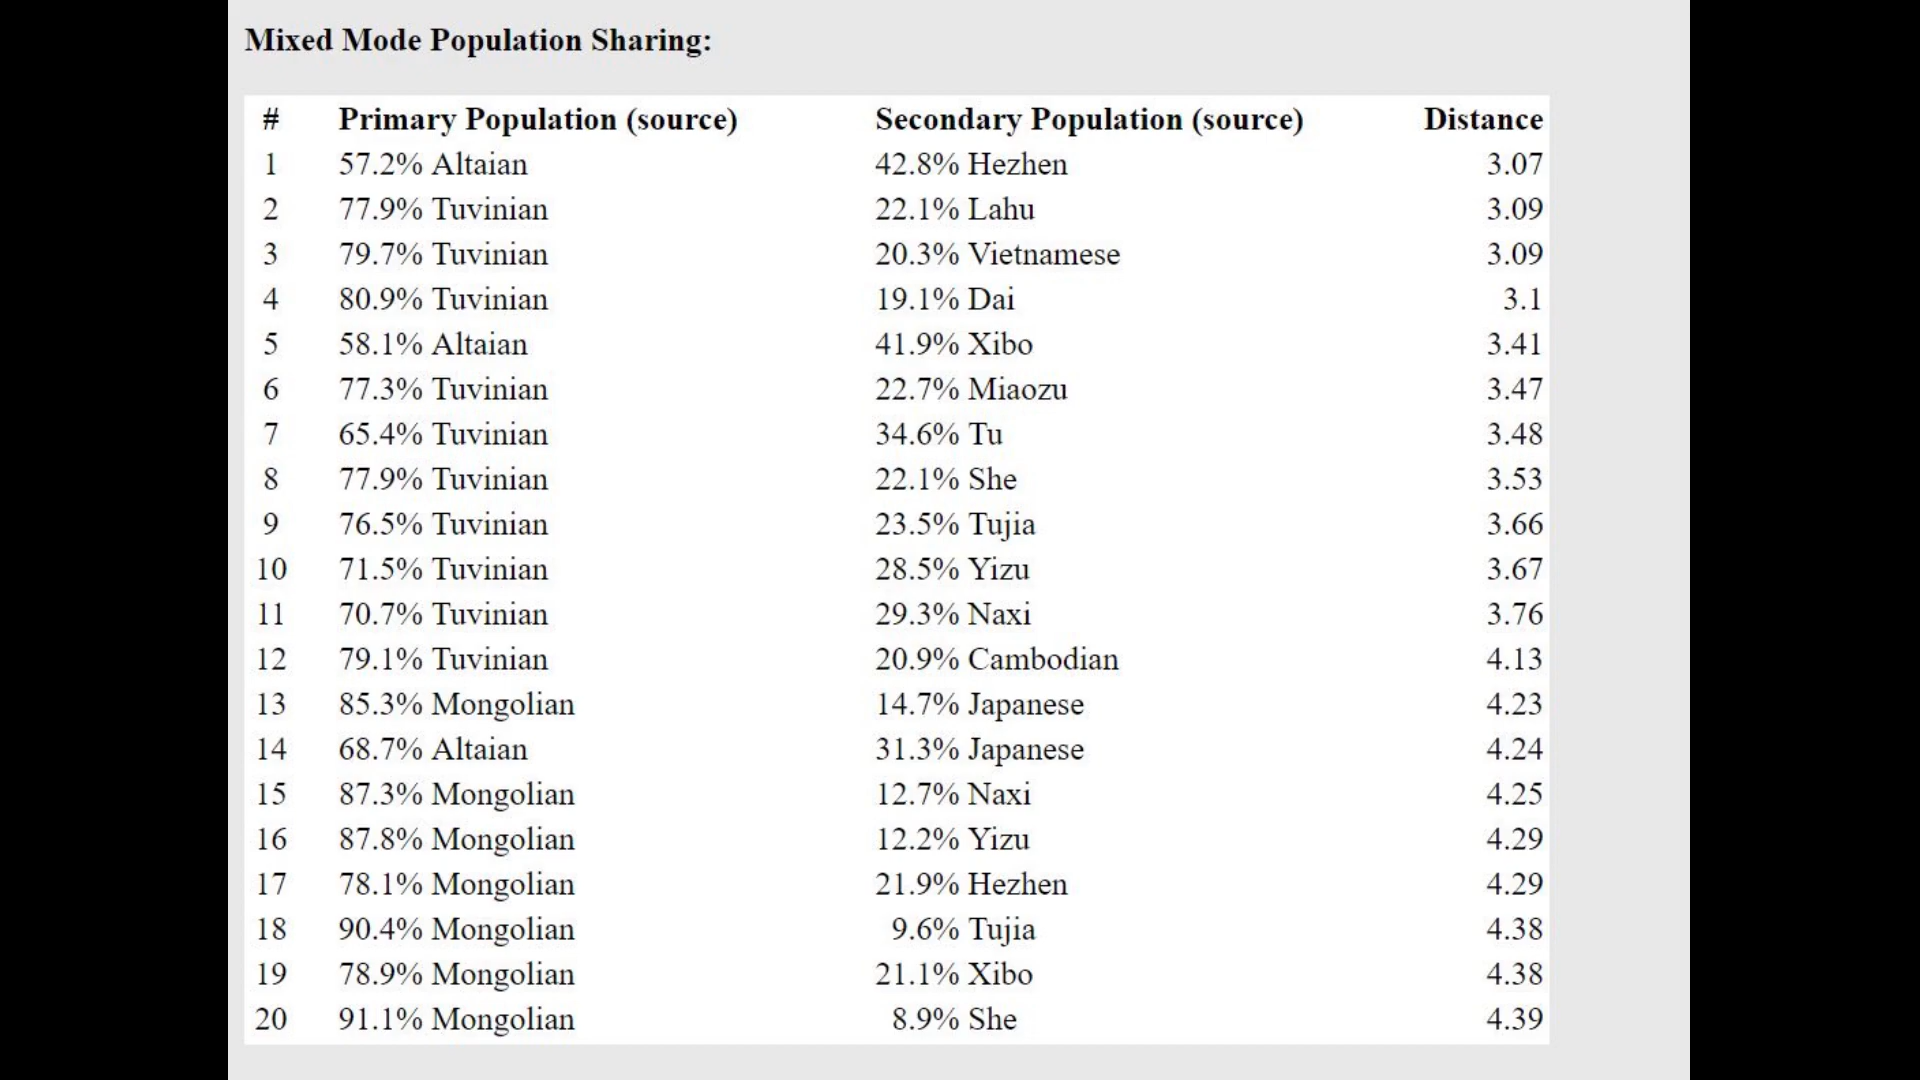 Mixed Mode Population Sharing:
# Primary Population (source) Secondary Population (source) Distance
1 57.2% Altaian 42.8% Hezhen 3.07
2 77.9% Tuvinian 22.1% Lahu 3.09
3 79.7% Tuvinian 20.3% Vietnamese 3.09
4 80.9% Tuvinian 19.1% Dai 3.1
5 58.1% Altaian 41.9% Xibo 3.41
6 77.3% Tuvinian 22.7% Miaozu 3.47
7 65.4% Tuvinian 34.6% Tu 3.48
8 77.9% Tuvinian 22.1% She 3.53
9 76.5% Tuvinian 23.5% Tujia 3.66
10 71.5% Tuvinian 28.5% Yizu 3.67
11 70.7% Tuvinian 29.3% Naxi 3.76
12 79.1% Tuvinian 20.9% Cambodian 4.13
13 85.3% Mongolian 14.7% Japanese 4.23
14 68.7% Altaian 31.3% Japanese 4.24
15 87.3% Mongolian 12.7% Naxi 4.25
16 87.8% Mongolian 12.2% Yizu 4.29
17 78.1% Mongolian 21.9% Hezhen 4.29
18 90.4% Mongolian 9.6% Tujia 4.38
19 78.9% Mongolian 21.1% Xibo 4.38
20 91.1% Mongolian 8.9% She 4.39